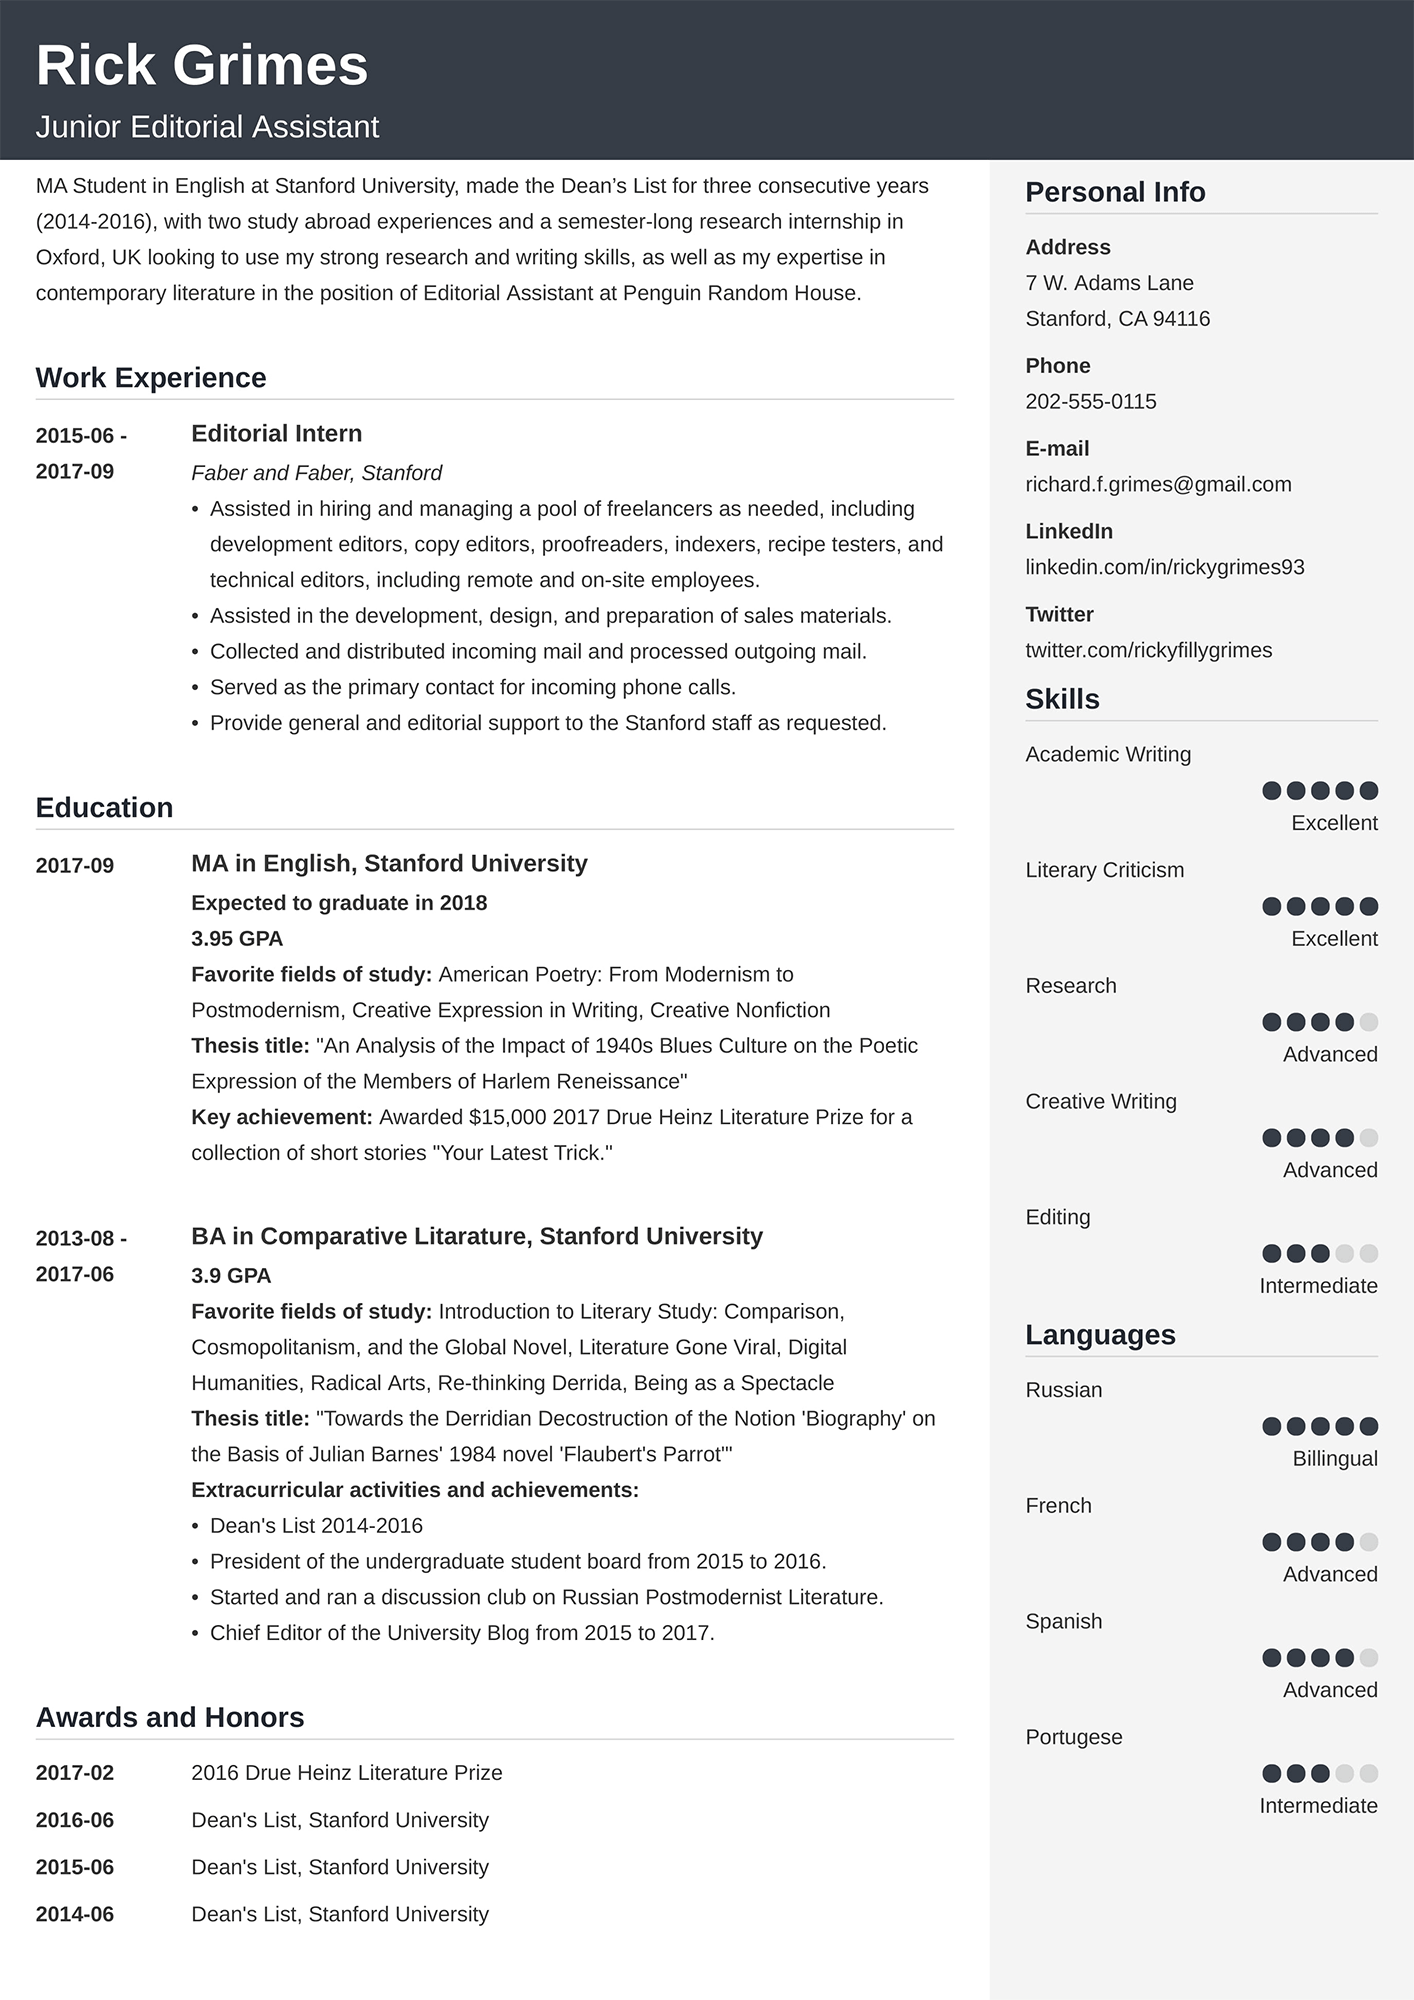 Rick Grimes
Junior Editorial Assistant
MA Student in English at Stanford University, made the Dean’s List for three consecutive years
(2014-2016), with two study abroad experiences and a semester-long research internship in
Oxford, UK looking to use my strong research and writing skills, as well as my expertise in
contemporary literature in the position of Editorial Assistant at Penguin Random House.
Work Experience
2015-06 -
2017-09
Editorial Intern
Faber and Faber, Stanford
• Assisted in hiring and managing a pool of freelancers as needed, including
development editors, copy editors, proofreaders, indexers, recipe testers, and
technical editors, including remote and on-site employees.
• Assisted in the development, design, and preparation of sales materials.
• Collected and distributed incoming mail and processed outgoing mail.
• Served as the primary contact for incoming phone calls.
• Provide general and editorial support to the Stanford staff as requested.
Education
2017-09
MA in English, Stanford University
Expected to graduate in 2018
3.95 GPA
Favorite fields of study: American Poetry: From Modernism to
Postmodernism, Creative Expression in Writing, Creative Nonfiction
Thesis title: "An Analysis of the Impact of 1940s Blues Culture on the Poetic
Expression of the Members of Harlem Reneissance"
Key achievement: Awarded $15,000 2017 Drue Heinz Literature Prize for a
collection of short stories "Your Latest Trick."
2013-08 -
2017-06
BA in Comparative Litarature, Stanford University
3.9 GPA
Favorite fields of study: Introduction to Literary Study: Comparison,
Cosmopolitanism, and the Global Novel, Literature Gone Viral, Digital
Humanities, Radical Arts, Re-thinking Derrida, Being as a Spectacle
Thesis title: "Towards the Derridian Decostruction of the Notion 'Biography' on
the Basis of Julian Barnes' 1984 novel 'Flaubert's Parrot'"
Extracurricular activities and achievements:
• Dean's List 2014-2016
• President of the undergraduate student board from 2015 to 2016.
• Started and ran a discussion club on Russian Postmodernist Literature.
• Chief Editor of the University Blog from 2015 to 2017.
Awards and Honors
2017-02 2016 Drue Heinz Literature Prize
2016-06 Dean's List, Stanford University
2015-06 Dean's List, Stanford University
2014-06 Dean's List, Stanford University
Personal Info
Address
7 W. Adams Lane
Stanford, CA 94116
Phone
202-555-0115
E-mail
richard.f.grimes@gmail.com
LinkedIn
linkedin.com/in/rickygrimes93
Twitter
twitter.com/rickyfillygrimes
Skills
Academic Writing
Excellent
Literary Criticism
Excellent
Research
Advanced
Creative Writing
Advanced
Editing
Intermediate
Languages
Russian
Billingual
French
Advanced
Spanish
Advanced
Portugese
Intermediate